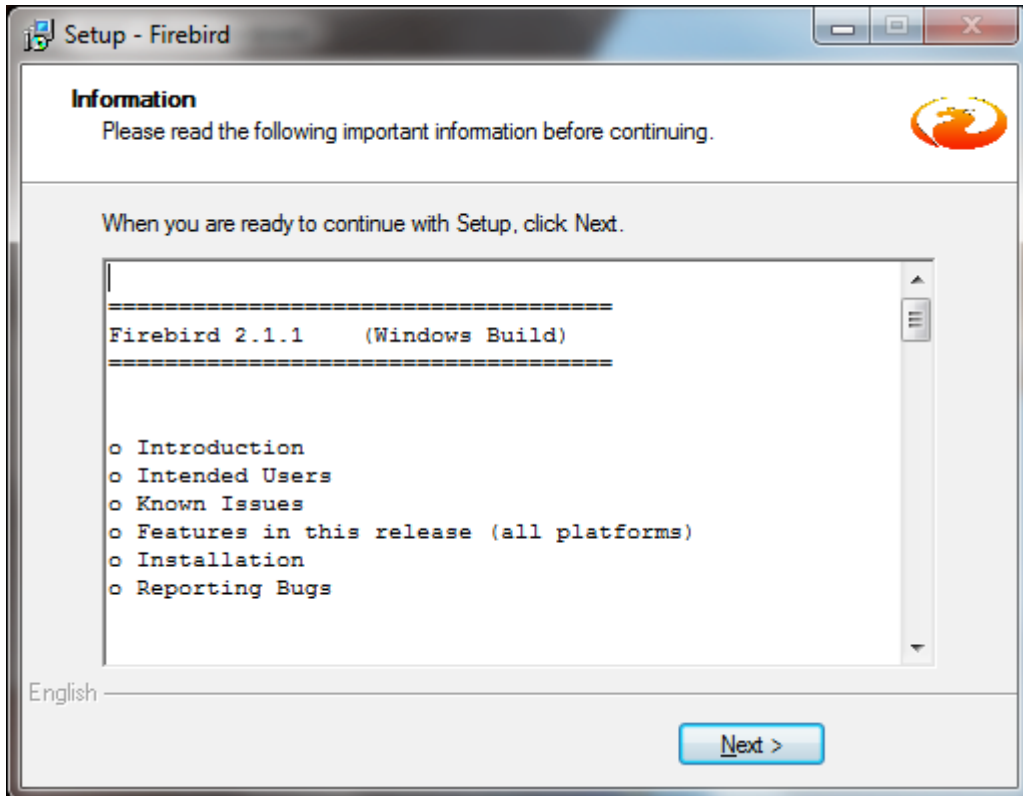 Setup - Firebird
Information
Please read the following important information before continuing.
When you are ready to continue with Setup, click Next.
=====================================
Firebird 2.1.1    (Windows Build)
=====================================
o Introduction
o Intended Users
o Known Issues
o Features in this release (all platforms)
o Installation
o Reporting Bugs
English
Next >